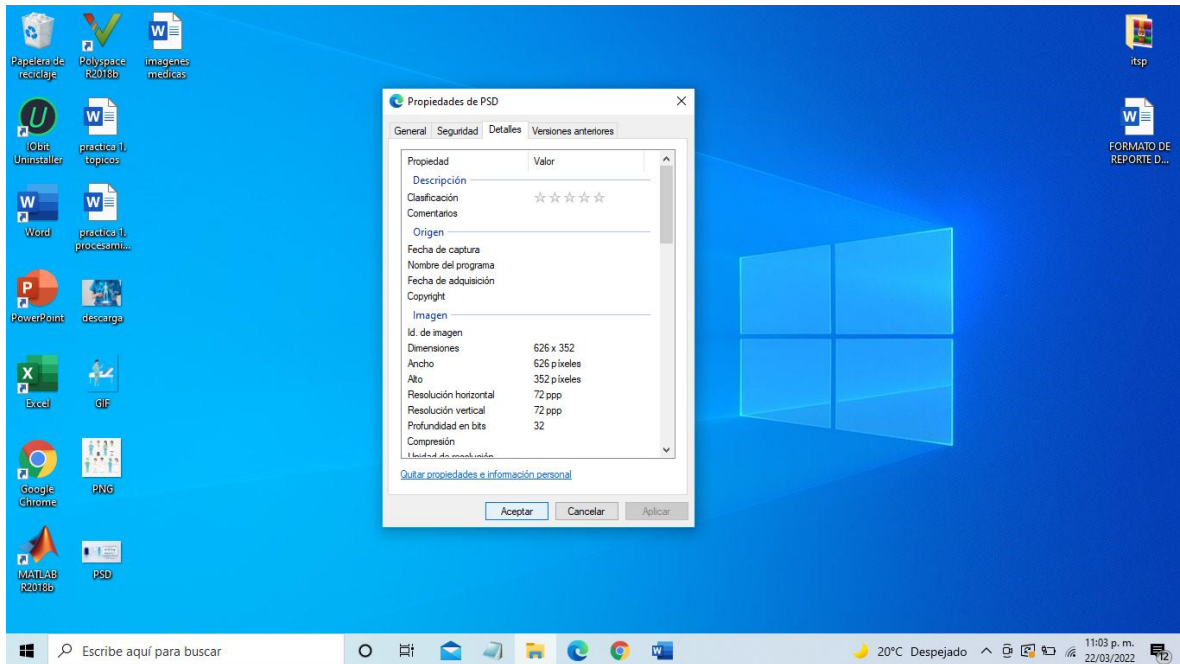 Papelera de
reciclaje
Polyspace
R2018b
imagenes
medicas
itsp
IObit
Uninstaller
practica 1.
topicos
FORMATO DE
REPORTE D...
Word
practica 1.
procesami...
PowerPoint
descarga
Excel
GIF
Google
Chrome
PNG
MATLAB
R2018b
PSD
Propiedades de PSD
General Seguridad Detalles Versiones anteriores
Propiedad Valor
Descripción
Clasificación
Comentarios
Origen
Fecha de captura
Nombre del programa
Fecha de adquisición
Copyright
Imagen
Id. de imagen
Dimensiones 626 x 352
Ancho 626 píxeles
Alto 352 píxeles
Resolución horizontal 72 ppp
Resolución vertical 72 ppp
Profundidad en bits 32
Compresión
Unidad de resolución
Quitar propiedades e información personal
Aceptar Cancelar Aplicar
Escribe aquí para buscar
20°C Despejado
11:03 p. m.
22/03/2022
12